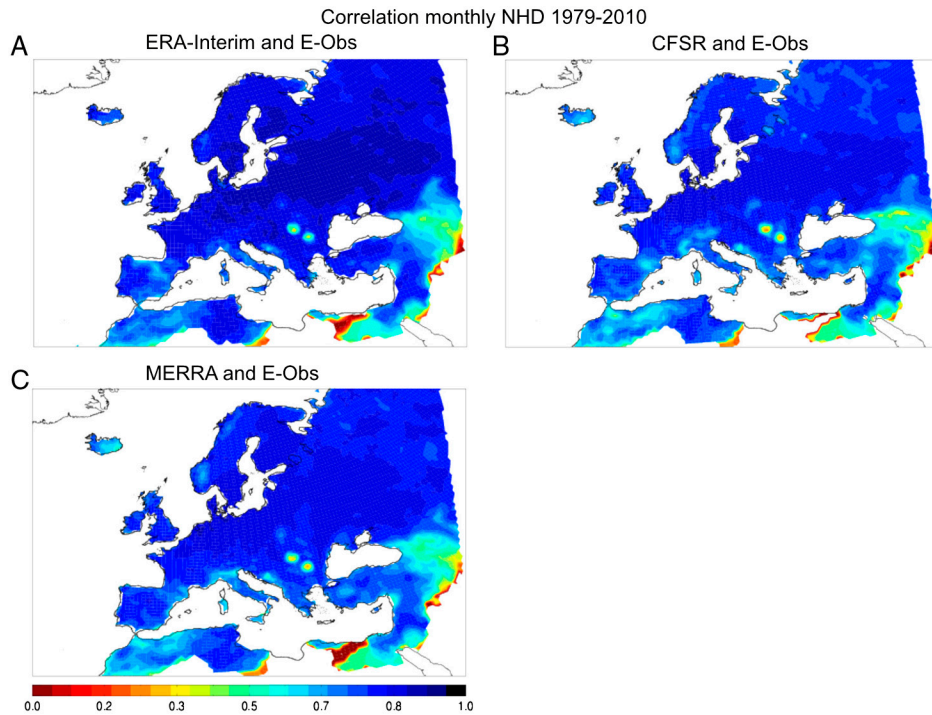 Correlation monthly NHD 1979-2010
A
ERA-Interim and E-Obs
B
CFSR and E-Obs
C
MERRA and E-Obs
0.0 0.2 0.3 0.5 0.7 0.8 1.0